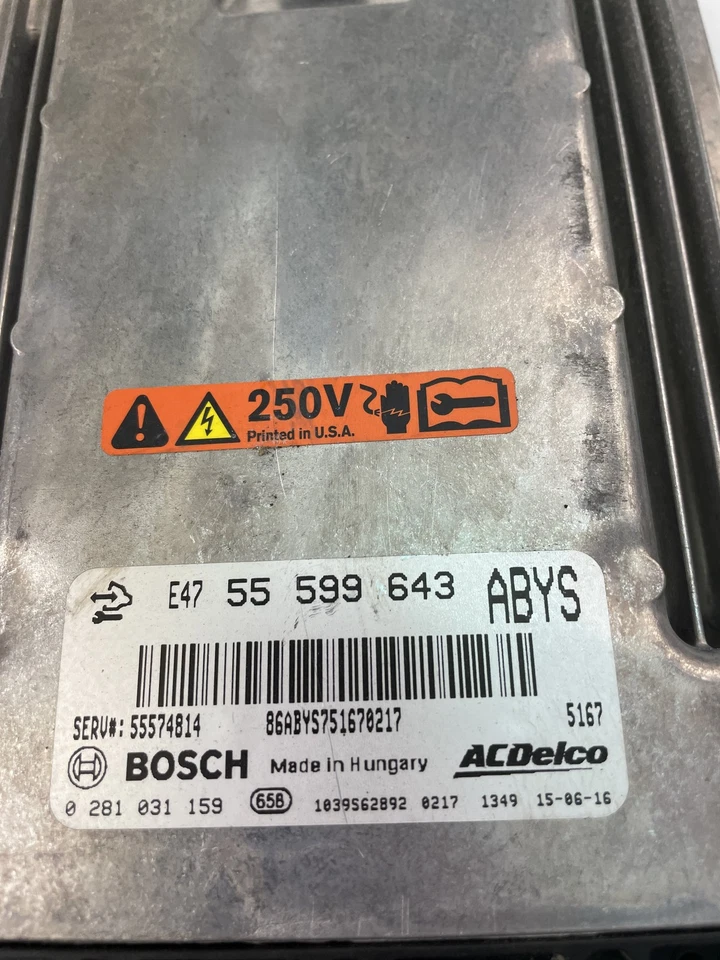 250V
Printed in U.S.A.
E47 55 599 643 ABYS
SERV#: 55574814 86ABYS751670217 5167
BOSCH Made in Hungary ACDelco
0 281 031 159 65B 1039S62892 0217 1349 15-06-16